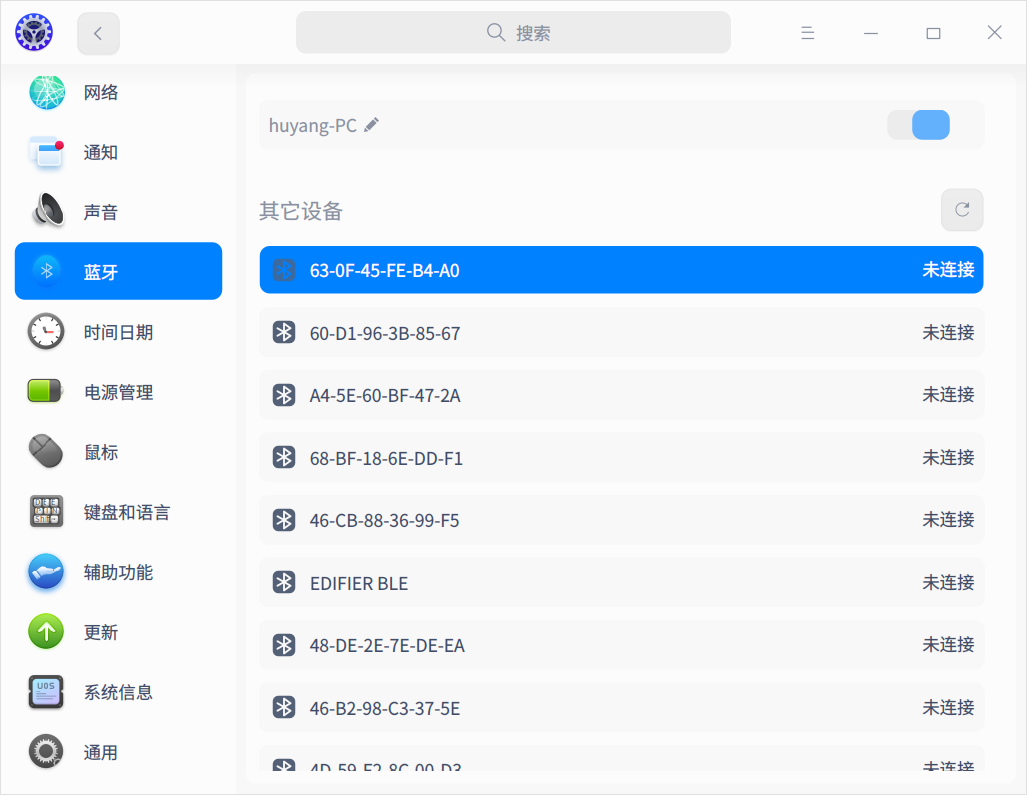 搜索
网络
通知
声音
蓝牙
时间日期
电源管理
鼠标
键盘和语言
辅助功能
更新
系统信息
通用
huyang-PC
其它设备
63-0F-45-FE-B4-A0 未连接
60-D1-96-3B-85-67 未连接
A4-5E-60-BF-47-2A 未连接
68-BF-18-6E-DD-F1 未连接
46-CB-88-36-99-F5 未连接
EDIFIER BLE 未连接
48-DE-2E-7E-DE-EA 未连接
46-B2-98-C3-37-5E 未连接
4D-59-F2-8C-00-D3 未连接